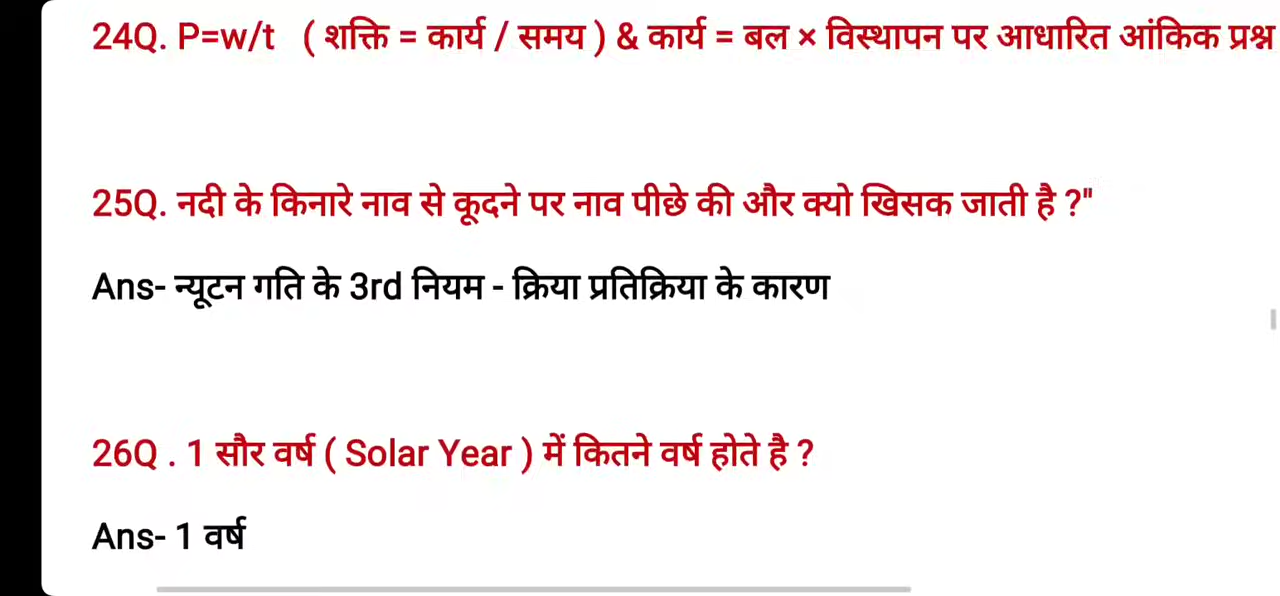 24Q. P=w/t ( शक्ति = कार्य / समय ) & कार्य = बल × विस्थापन पर आधारित आंकिक प्रश्न
25Q. नदी के किनारे नाव से कूदने पर नाव पीछे की और क्यो खिसक जाती है ?"
Ans- न्यूटन गति के 3rd नियम - क्रिया प्रतिक्रिया के कारण
26Q . 1 सौर वर्ष ( Solar Year ) में कितने वर्ष होते है ?
Ans- 1 वर्ष